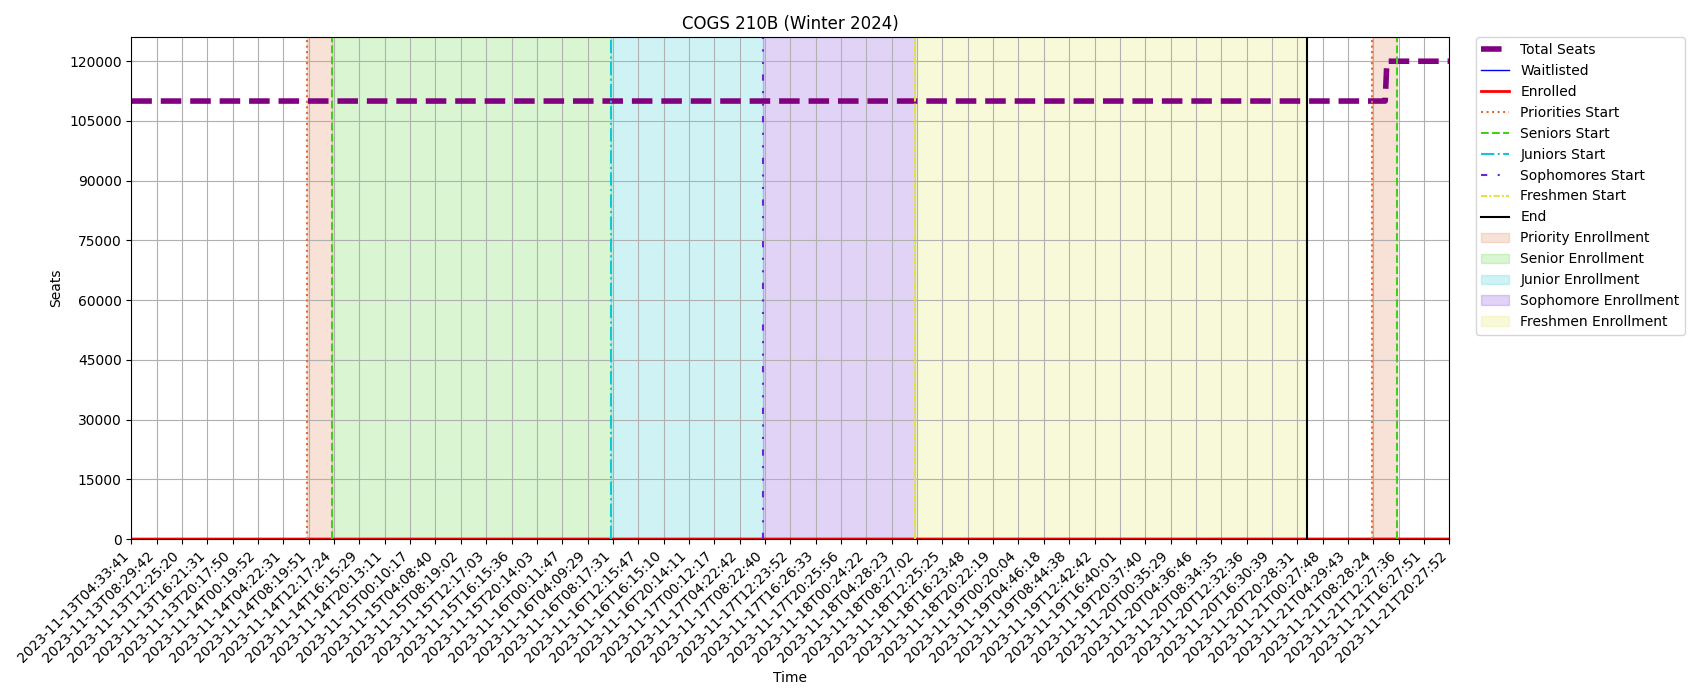 COGS 210B (Winter 2024)
120000
105000
90000
75000
60000
45000
30000
15000
0
Seats
2023-11-13T04:33:41
2023-11-13T08:29:42
2023-11-13T12:25:20
2023-11-13T16:21:31
2023-11-13T20:17:50
2023-11-14T00:19:52
2023-11-14T04:22:31
2023-11-14T08:19:51
2023-11-14T12:17:24
2023-11-14T16:15:29
2023-11-14T20:13:11
2023-11-15T00:10:17
2023-11-15T04:08:40
2023-11-15T08:19:02
2023-11-15T12:17:03
2023-11-15T16:15:36
2023-11-15T20:14:03
2023-11-16T00:11:47
2023-11-16T04:09:29
2023-11-16T08:17:31
2023-11-16T12:15:47
2023-11-16T16:15:10
2023-11-16T20:14:11
2023-11-17T00:12:17
2023-11-17T04:22:42
2023-11-17T08:22:40
2023-11-17T12:23:52
2023-11-17T16:26:33
2023-11-17T20:25:56
2023-11-18T00:24:22
2023-11-18T04:28:23
2023-11-18T08:27:02
2023-11-18T12:25:25
2023-11-18T16:23:48
2023-11-18T20:22:19
2023-11-19T00:20:04
2023-11-19T04:46:18
2023-11-19T08:44:38
2023-11-19T12:42:42
2023-11-19T16:40:01
2023-11-19T20:37:40
2023-11-20T00:35:29
2023-11-20T04:36:46
2023-11-20T08:34:35
2023-11-20T12:32:36
2023-11-20T16:30:39
2023-11-20T20:28:31
2023-11-21T00:27:48
2023-11-21T04:29:43
2023-11-21T08:28:24
2023-11-21T12:27:36
2023-11-21T16:27:51
2023-11-21T20:27:52
Time
Total Seats
Waitlisted
Enrolled
Priorities Start
Seniors Start
Juniors Start
Sophomores Start
Freshmen Start
End
Priority Enrollment
Senior Enrollment
Junior Enrollment
Sophomore Enrollment
Freshmen Enrollment